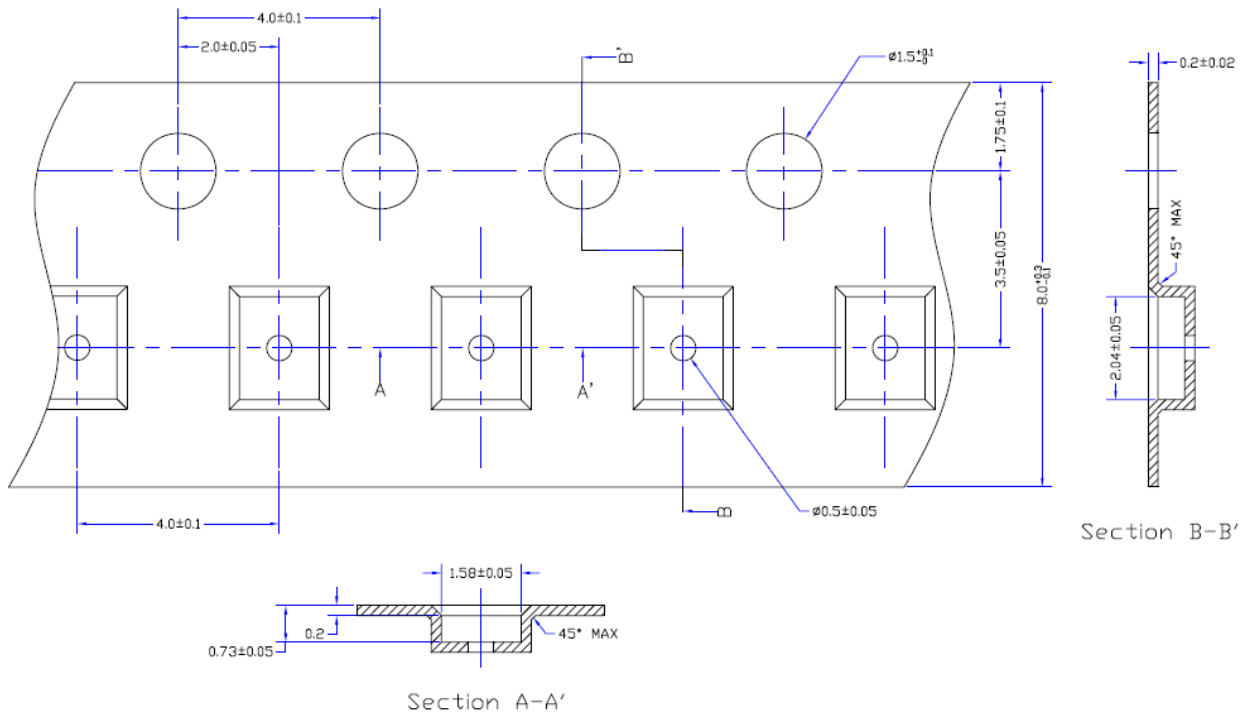 4.0±0.1
2.0±0.05
B'
ø1.5+0.1-0
0.2±0.02
1.75±0.1
3.5±0.05
8.0+0.3-0.1
45° MAX
2.04±0.05
A
A'
B
ø0.5±0.05
4.0±0.1
Section B-B'
1.58±0.05
0.2
45° MAX
0.73±0.05
Section A-A'